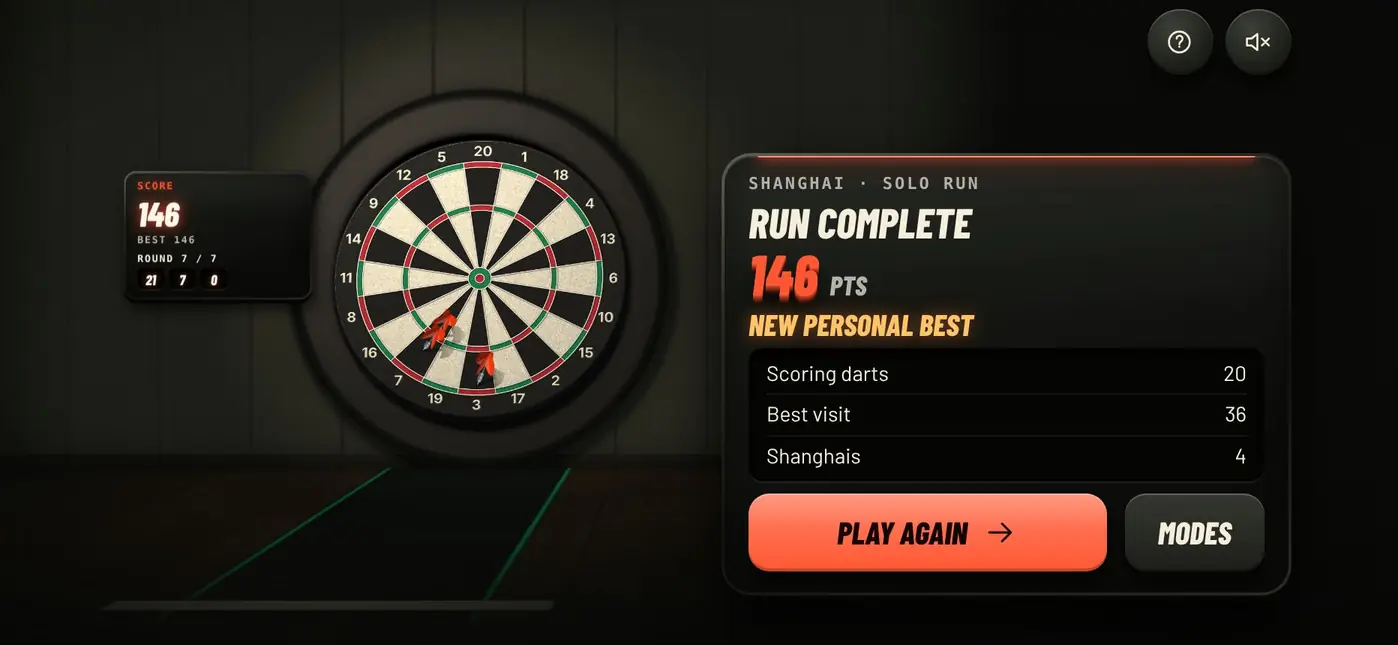 SCORE
146
BEST 146
ROUND 7 / 7
21 7 0
20
1
18
4
13
6
10
15
2
17
3
19
7
16
8
11
14
9
12
5
SHANGHAI · SOLO RUN
RUN COMPLETE
146 PTS
NEW PERSONAL BEST
Scoring darts 20
Best visit 36
Shanghais 4
PLAY AGAIN →
MODES